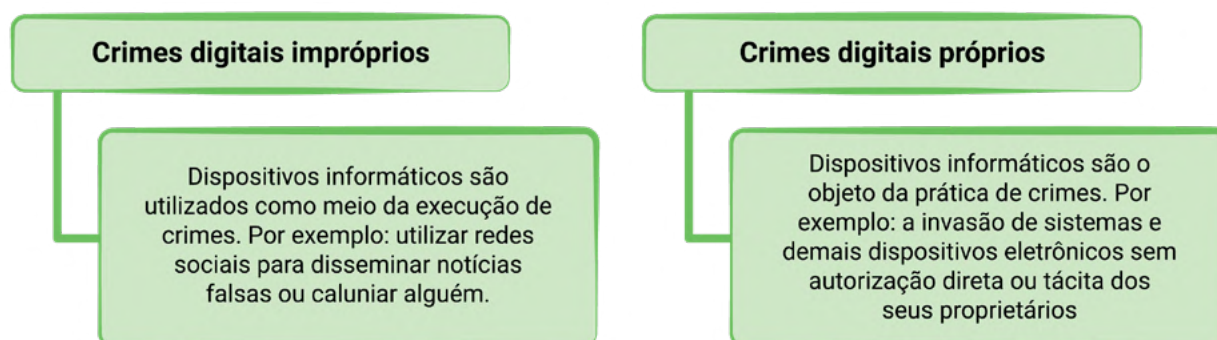 Crimes digitais impróprios
Dispositivos informáticos são
utilizados como meio da execução de
crimes. Por exemplo: utilizar redes
sociais para disseminar notícias
falsas ou caluniar alguém.
Crimes digitais próprios
Dispositivos informáticos são o
objeto da prática de crimes. Por
exemplo: a invasão de sistemas e
demais dispositivos eletrônicos sem
autorização direta ou tácita dos
seus proprietários